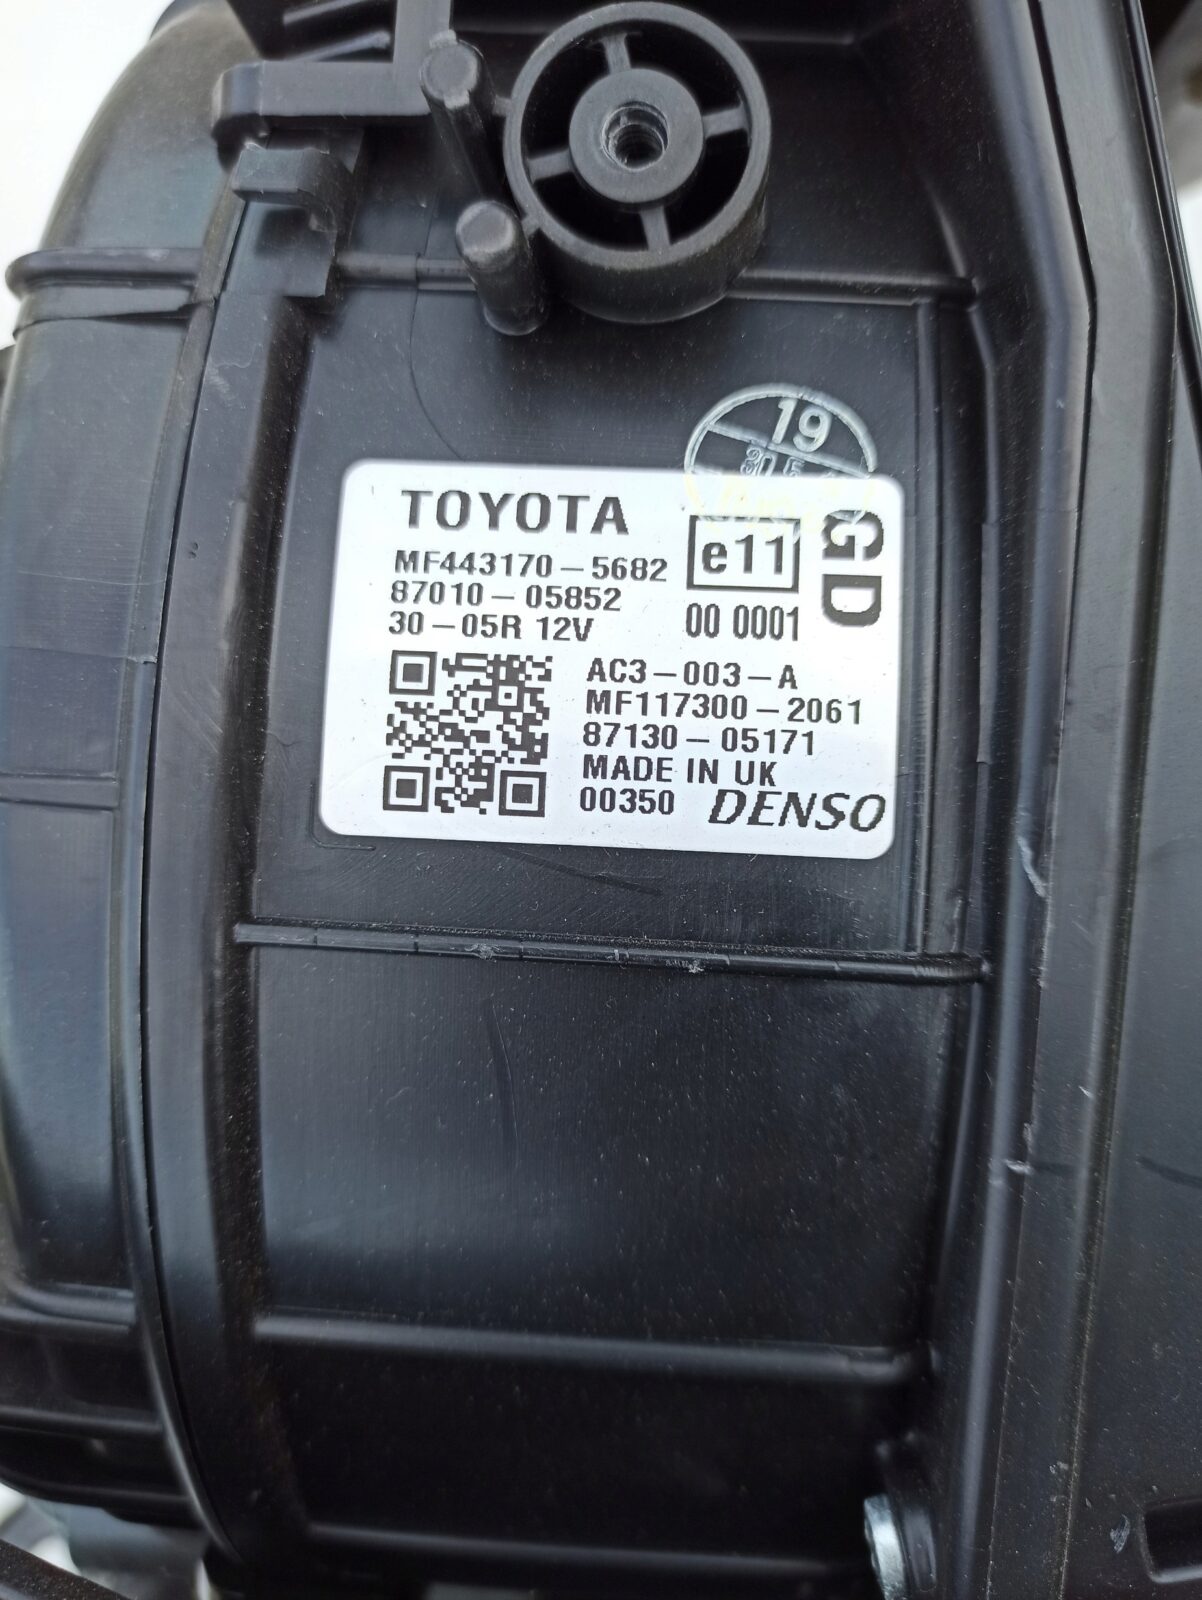 19
TOYOTA
MF443170-5682
87010-05852
30-05R 12V
e11
00 0001
GD
AC3-003-A
MF117300-2061
87130-05171
MADE IN UK
00350 DENSO